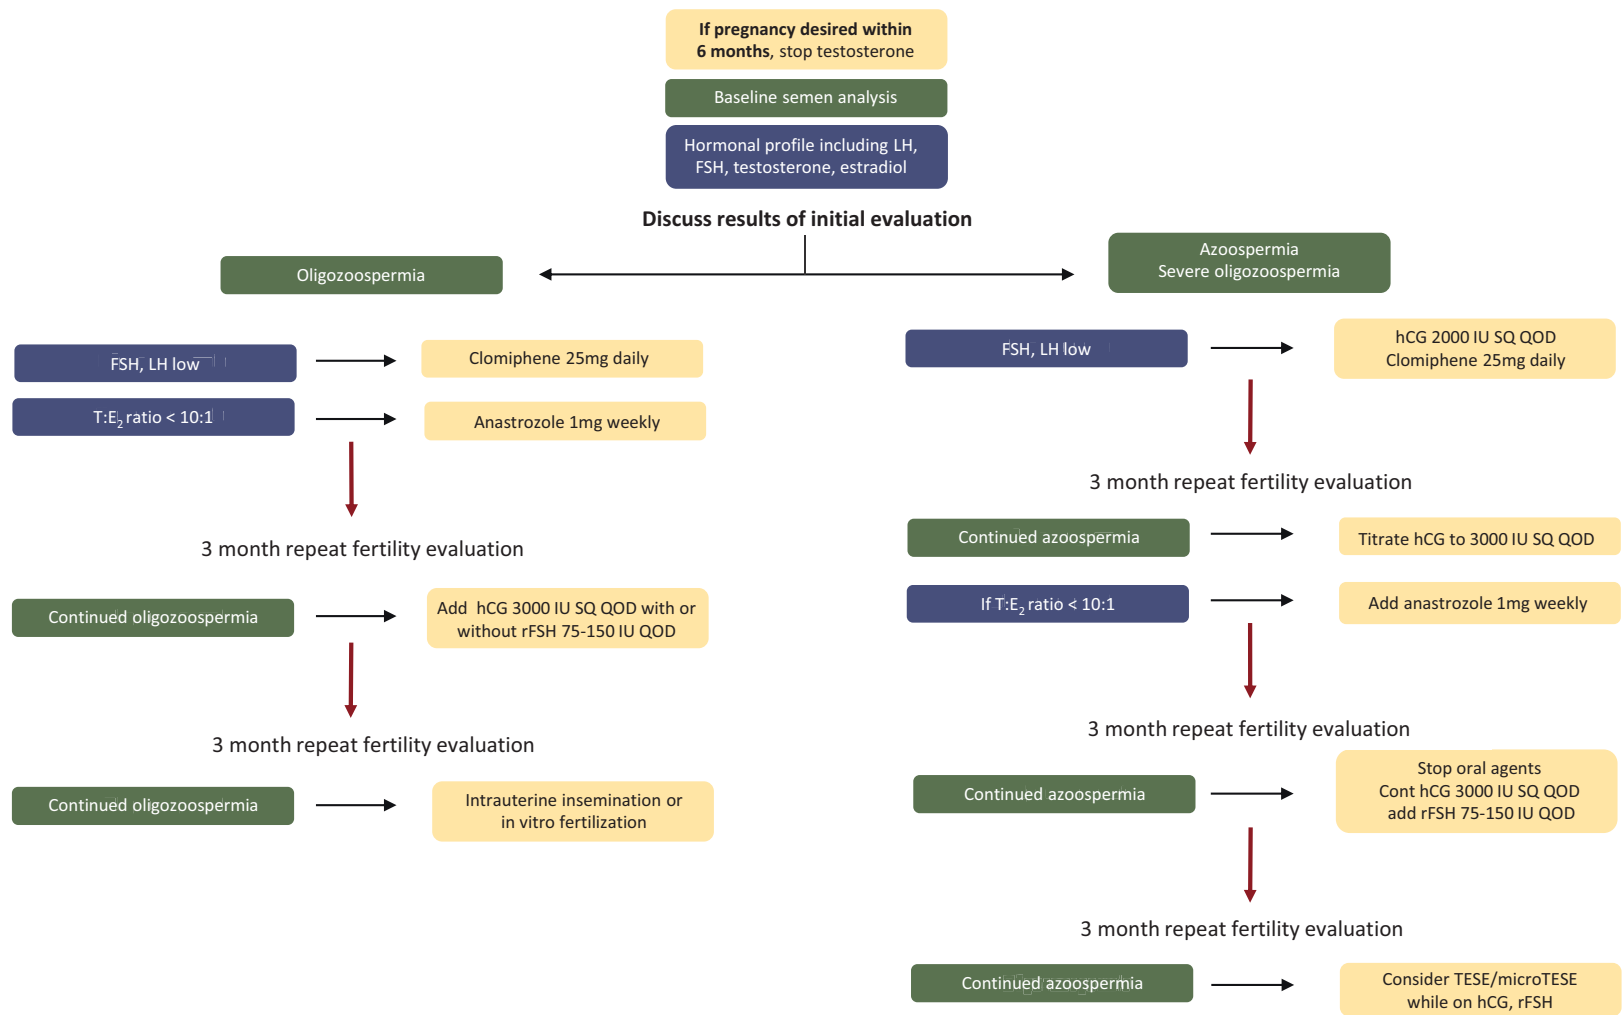 If pregnancy desired within
6 months, stop testosterone
Baseline semen analysis
Hormonal profile including LH,
FSH, testosterone, estradiol
Discuss results of initial evaluation
Oligozoospermia
FSH, LH low
Clomiphene 25mg daily
T:E₂ ratio < 10:1
Anastrozole 1mg weekly
3 month repeat fertility evaluation
Continued oligozoospermia
Add hCG 3000 IU SQ QOD with or
without rFSH 75-150 IU QOD
3 month repeat fertility evaluation
Continued oligozoospermia
Intrauterine insemination or
in vitro fertilization
Azoospermia
Severe oligozoospermia
FSH, LH low
hCG 2000 IU SQ QOD
Clomiphene 25mg daily
3 month repeat fertility evaluation
Continued azoospermia
Titrate hCG to 3000 IU SQ QOD
If T:E₂ ratio < 10:1
Add anastrozole 1mg weekly
3 month repeat fertility evaluation
Continued azoospermia
Stop oral agents
Cont hCG 3000 IU SQ QOD
add rFSH 75-150 IU QOD
3 month repeat fertility evaluation
Continued azoospermia
Consider TESE/microTESE
while on hCG, rFSH